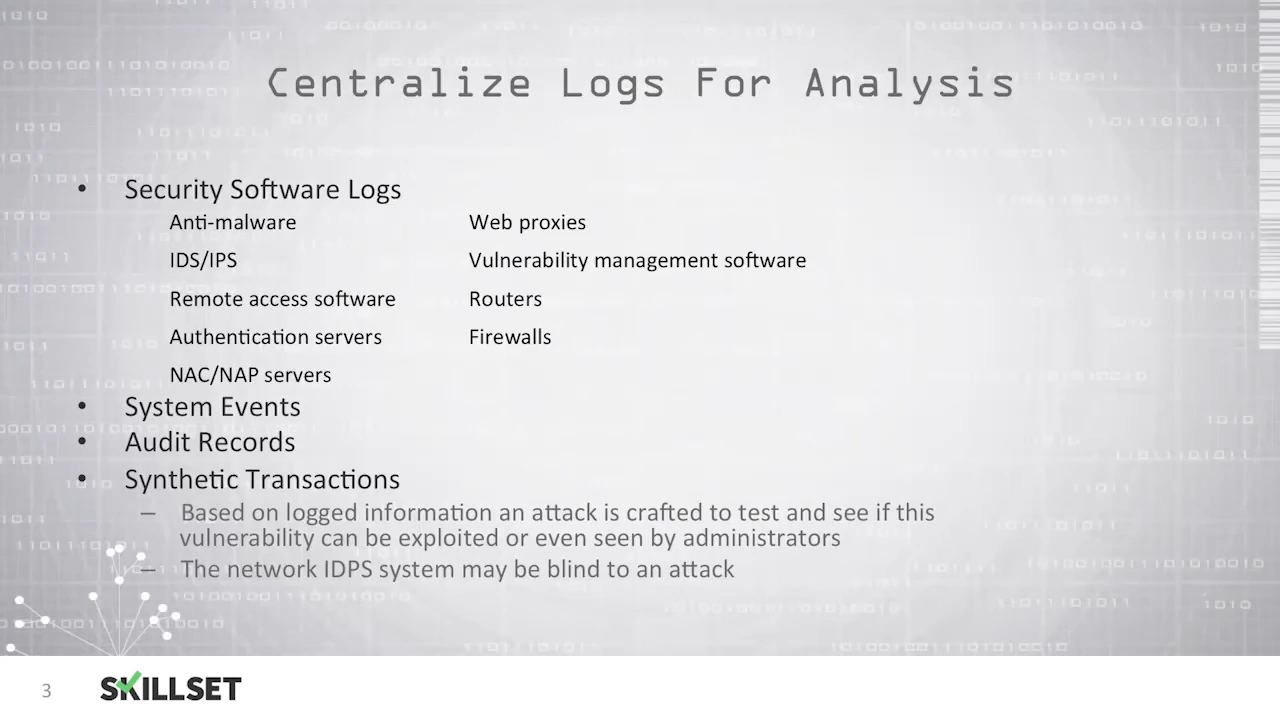 Centralize Logs For Analysis
• Security Software Logs
Anti-malware Web proxies
IDS/IPS Vulnerability management software
Remote access software Routers
Authentication servers Firewalls
NAC/NAP servers
• System Events
• Audit Records
• Synthetic Transactions
– Based on logged information an attack is crafted to test and see if this
vulnerability can be exploited or even seen by administrators
– The network IDPS system may be blind to an attack
3 SKILLSET